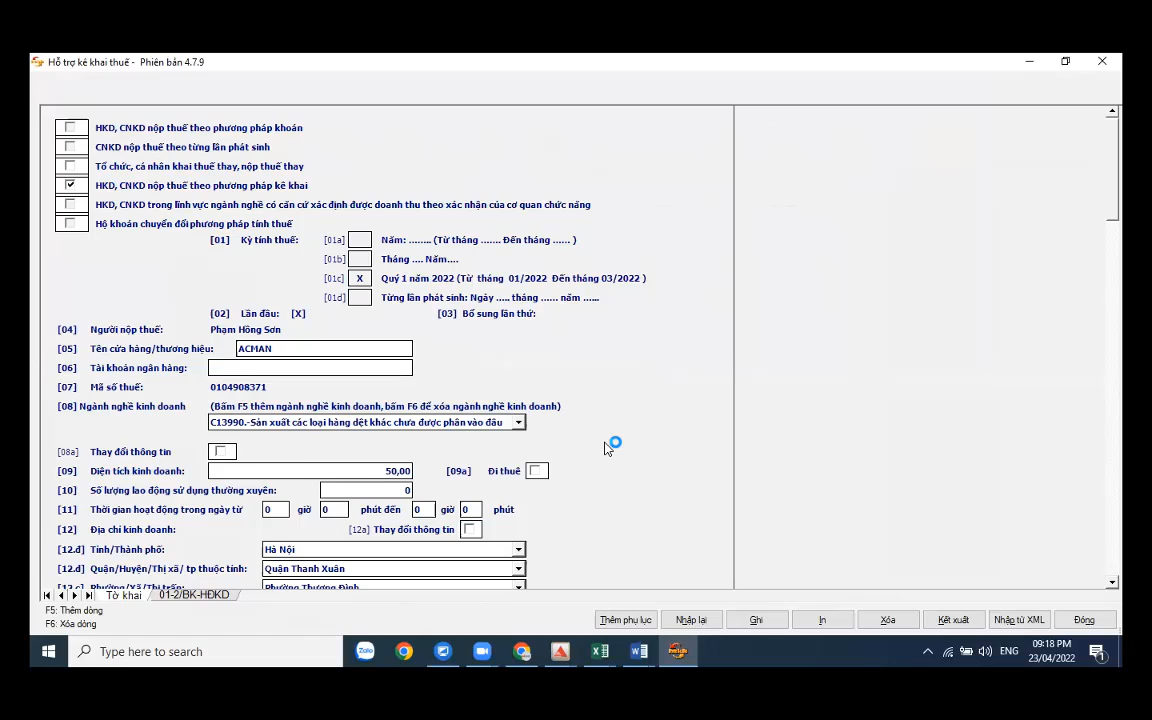 Hỗ trợ kê khai thuế - Phiên bản 4.7.9
HKD, CNKD nộp thuế theo phương pháp khoán
CNKD nộp thuế theo từng lần phát sinh
Tổ chức, cá nhân khai thuế thay, nộp thuế thay
HKD, CNKD nộp thuế theo phương pháp kê khai
HKD, CNKD trong lĩnh vực ngành nghề có căn cứ xác định được doanh thu theo xác nhận của cơ quan chức năng
Hộ khoán chuyển đổi phương pháp tính thuế
[01] Kỳ tính thuế: [01a] Năm: ........ (Từ tháng ....... Đến tháng ...... )
[01b] Tháng .... Năm....
[01c] X Quý 1 năm 2022 (Từ tháng 01/2022 Đến tháng 03/2022 )
[01d] Từng lần phát sinh: Ngày ..... tháng ...... năm ......
[02] Lần đầu: [X] [03] Bổ sung lần thứ:
[04] Người nộp thuế: Phạm Hồng Sơn
[05] Tên cửa hàng/thương hiệu: ACMAN
[06] Tài khoản ngân hàng:
[07] Mã số thuế: 0104908371
[08] Ngành nghề kinh doanh (Bấm F5 thêm ngành nghề kinh doanh, bấm F6 để xóa ngành nghề kinh doanh)
C13990.-Sản xuất các loại hàng dệt khác chưa được phân vào đâu
[08a] Thay đổi thông tin
[09] Diện tích kinh doanh: 50,00 [09a] Đi thuê
[10] Số lượng lao động sử dụng thường xuyên: 0
[11] Thời gian hoạt động trong ngày từ 0 giờ 0 phút đến 0 giờ 0 phút
[12] Địa chỉ kinh doanh: [12a] Thay đổi thông tin
[12.đ] Tỉnh/Thành phố: Hà Nội
[12.d] Quận/Huyện/Thị xã/ tp thuộc tỉnh: Quận Thanh Xuân
[12.c] Phường/Xã/Thị trấn: Phường Thượng Đình
Tờ khai 01-2/BK-HĐKD
F5: Thêm dòng
F6: Xóa dòng
Thêm phụ lục Nhập lại Ghi In Xóa Kết xuất Nhập từ XML Đóng
Type here to search
Zalo
ENG
09:18 PM
23/04/2022
1